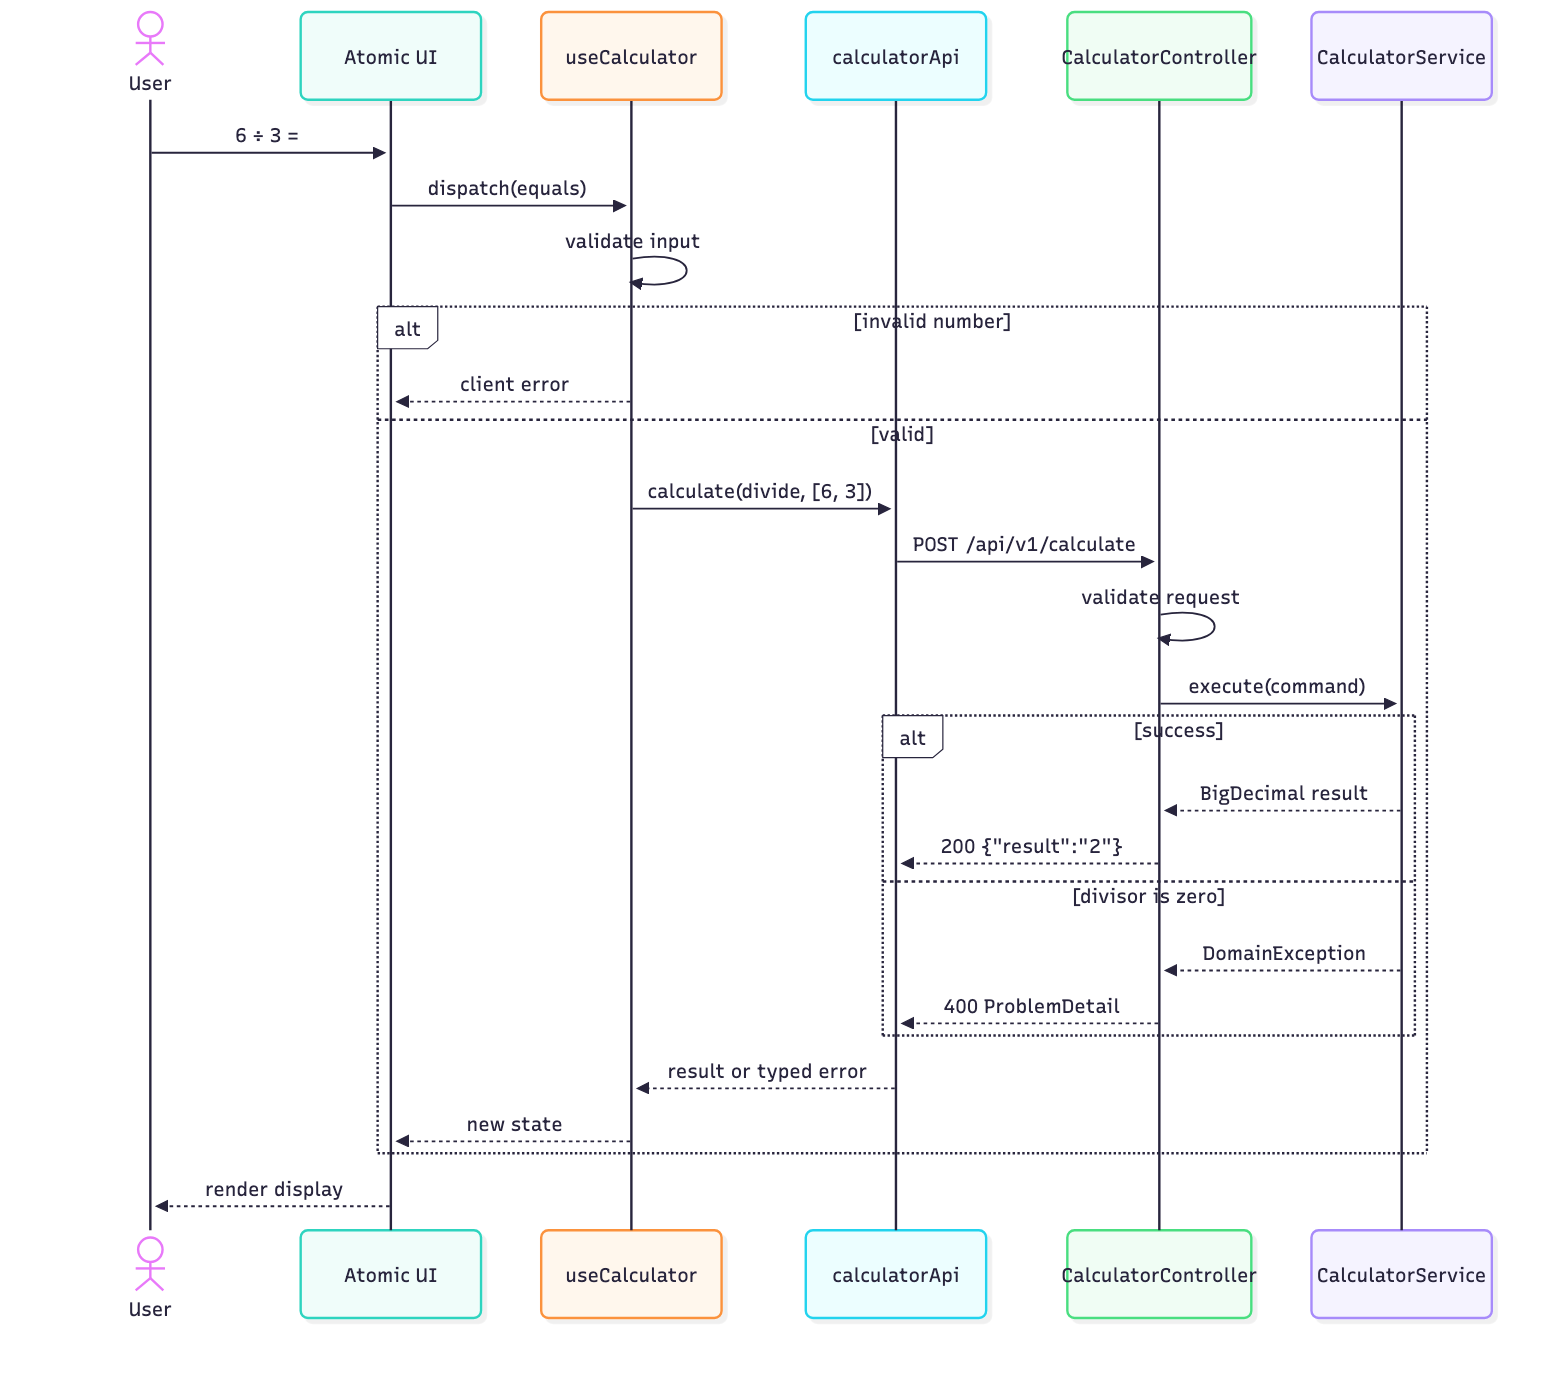 User
Atomic UI
useCalculator
calculatorApi
CalculatorController
CalculatorService
6 ÷ 3 =
dispatch(equals)
validate input
alt
[invalid number]
client error
[valid]
calculate(divide, [6, 3])
POST /api/v1/calculate
validate request
execute(command)
alt
[success]
BigDecimal result
200 {"result":"2"}
[divisor is zero]
DomainException
400 ProblemDetail
result or typed error
new state
render display
User
Atomic UI
useCalculator
calculatorApi
CalculatorController
CalculatorService